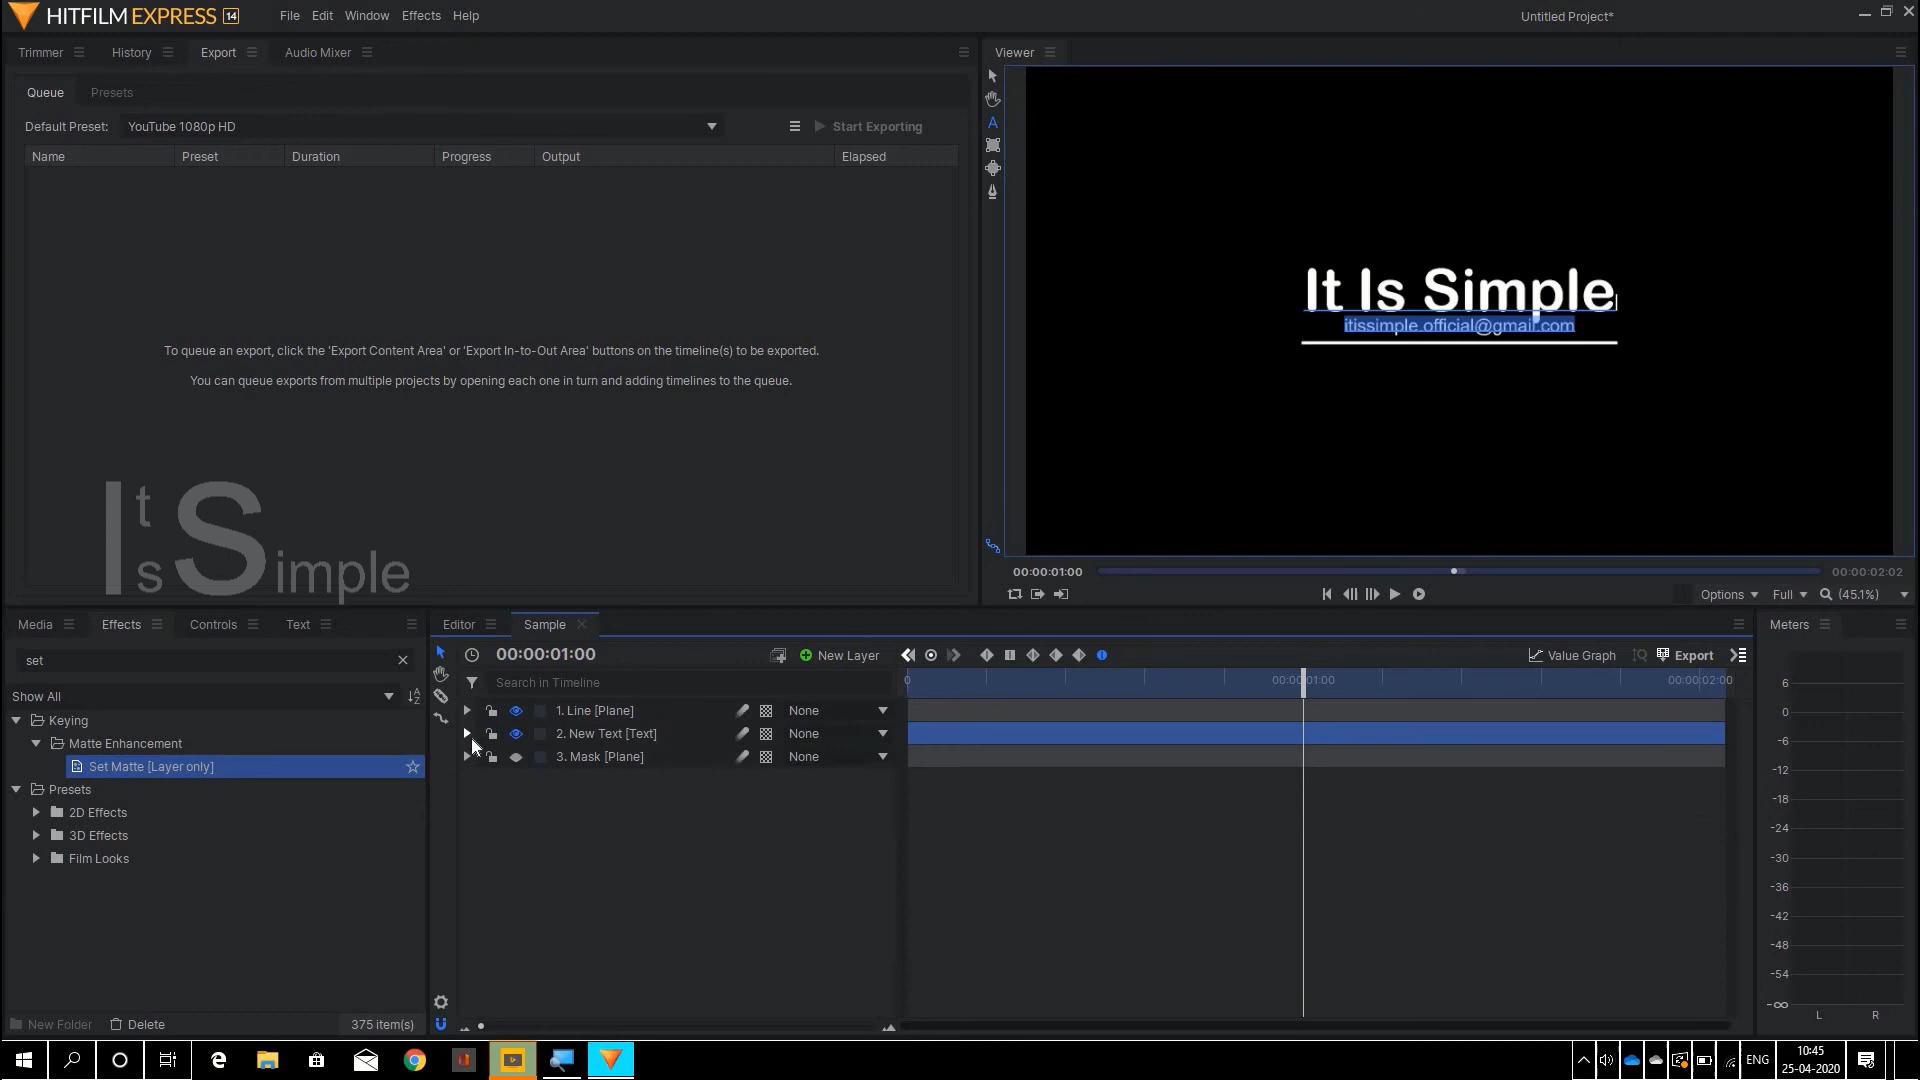 HITFILM EXPRESS 14
File Edit Window Effects Help
Untitled Project*
Trimmer History Export Audio Mixer
Viewer
Queue Presets
Default Preset: YouTube 1080p HD
Start Exporting
Name Preset Duration Progress Output Elapsed
To queue an export, click the 'Export Content Area' or 'Export In-to-Out Area' buttons on the timeline(s) to be exported.
You can queue exports from multiple projects by opening each one in turn and adding timelines to the queue.
It Is Simple
It Is Simple
itissimple.official@gmail.com
00:00:01:00
00:00:02:02
Options Full (45.1%)
Media Effects Controls Text
Editor Sample
Meters
set
00:00:01:00
New Layer
Value Graph
Export
Show All
Search in Timeline
0 00:00:01:00 00:00:02:00
Keying
Matte Enhancement
Set Matte [Layer only]
Presets
2D Effects
3D Effects
Film Looks
1. Line [Plane] None
2. New Text [Text] None
3. Mask [Plane] None
6
0
-6
-12
-18
-24
-30
-36
-42
-48
-54
-∞
L R
New Folder Delete 375 item(s)
ENG
10:45
25-04-2020